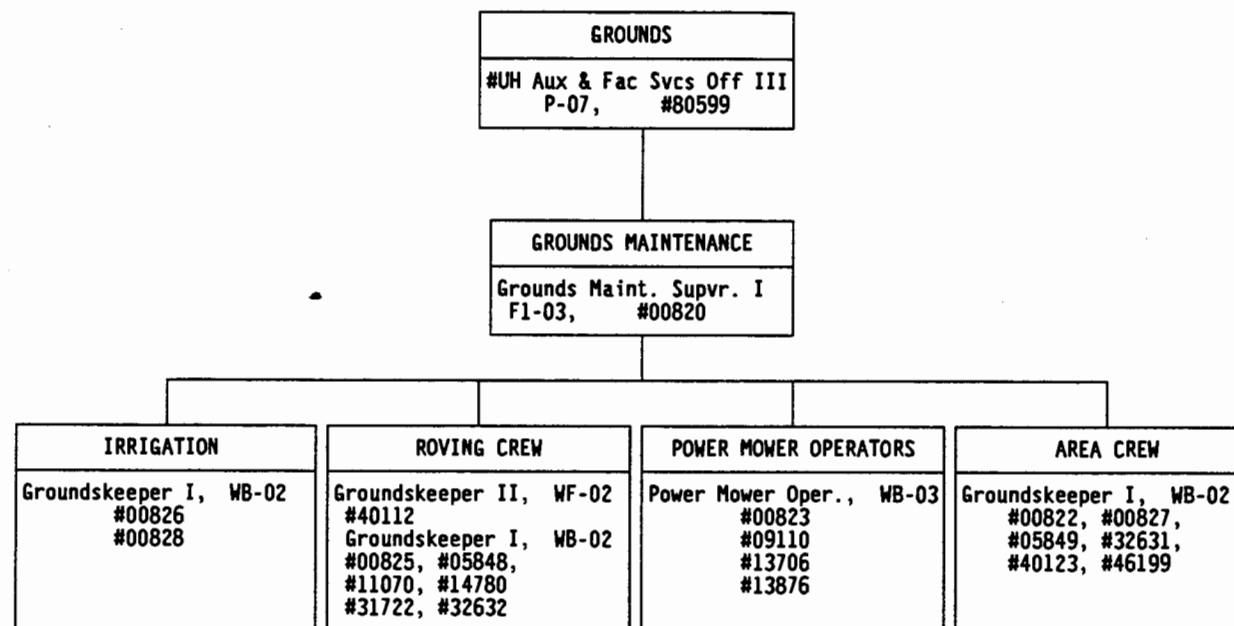 GROUNDS
#UH Aux & Fac Svcs Off III
P-07, #80599
GROUNDS MAINTENANCE
Grounds Maint. Supvr. I
F1-03, #00820
IRRIGATION
Groundskeeper I, WB-02
#00826
#00828
ROVING CREW
Groundskeeper II, WF-02
#40112
Groundskeeper I, WB-02
#00825, #05848,
#11070, #14780
#31722, #32632
POWER MOWER OPERATORS
Power Mower Oper., WB-03
#00823
#09110
#13706
#13876
AREA CREW
Groundskeeper I, WB-02
#00822, #00827,
#05849, #32631,
#40123, #46199